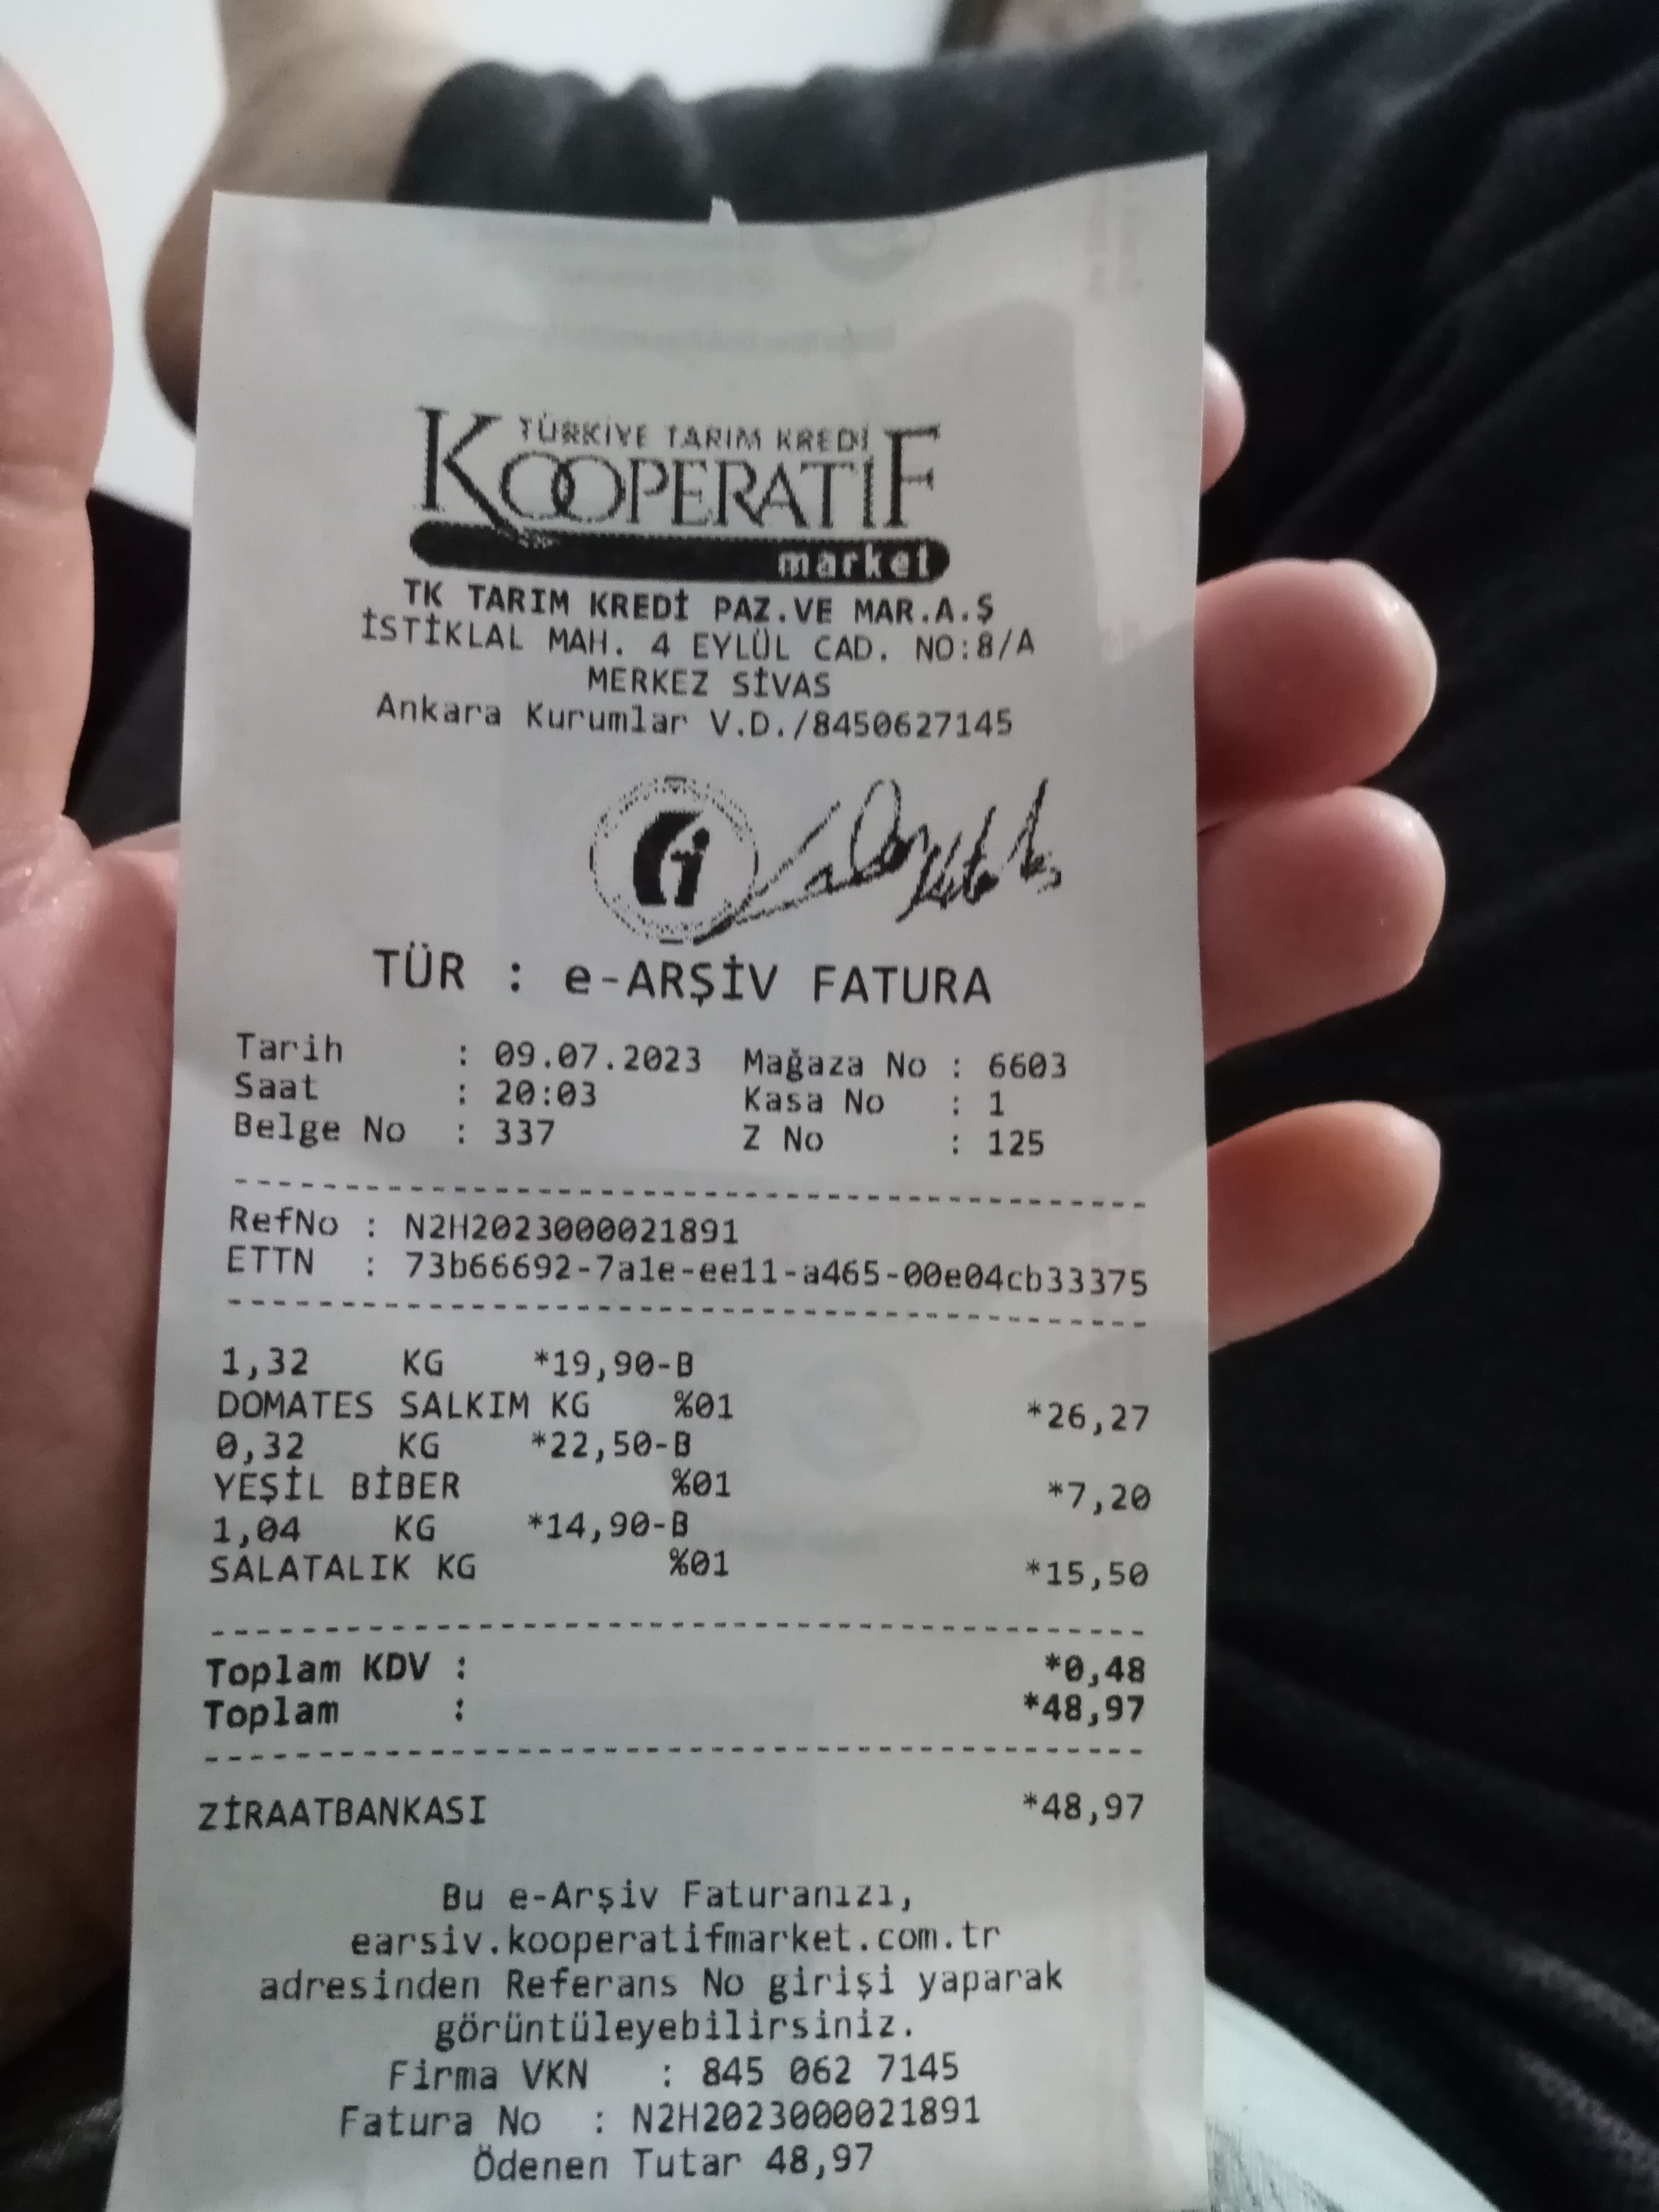 TÜRKİYE TARIM KREDİ
KOOPERATİF
market
TK TARIM KREDİ PAZ.VE MAR.A.Ş
İSTİKLAL MAH. 4 EYLÜL CAD. NO:8/A
MERKEZ SİVAS
Ankara Kurumlar V.D./8450627145
TÜR : e-ARŞİV FATURA
Tarih : 09.07.2023 Mağaza No : 6603
Saat : 20:03 Kasa No : 1
Belge No : 337 Z No : 125
RefNo : N2H2023000021891
ETTN : 73b66692-7a1e-ee11-a465-00e04cb33375
1,32 KG *19,90-B
DOMATES SALKIM KG %01 *26,27
0,32 KG *22,50-B
YEŞİL BİBER %01 *7,20
1,04 KG *14,90-B
SALATALIK KG %01 *15,50
Toplam KDV : *0,48
Toplam : *48,97
ZİRAATBANKASI *48,97
Bu e-Arşiv Faturanızı,
earsiv.kooperatifmarket.com.tr
adresinden Referans No girişi yaparak
görüntüleyebilirsiniz.
Firma VKN : 845 062 7145
Fatura No : N2H2023000021891
Ödenen Tutar 48,97